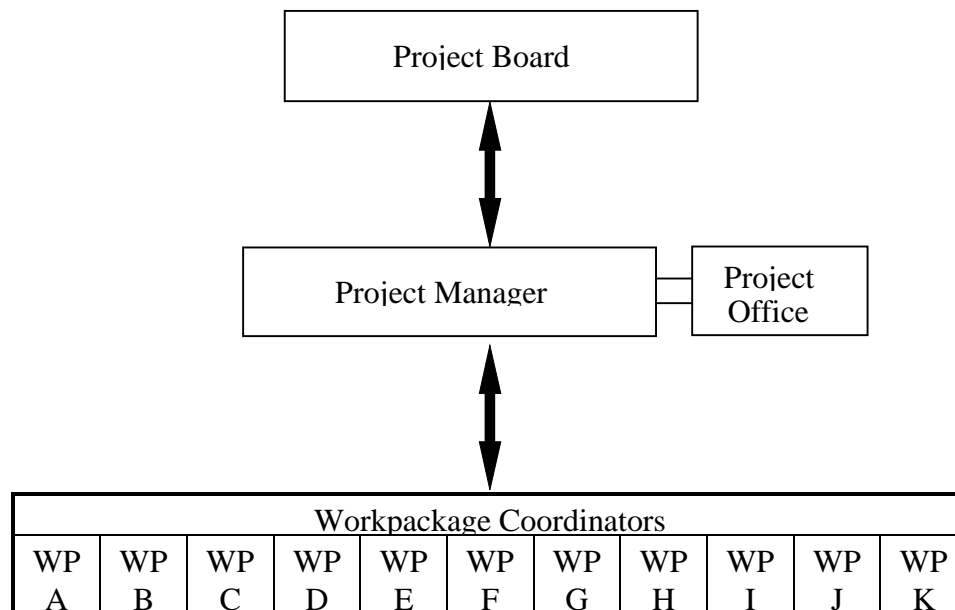 Project Board
Project Manager
Project
Office
Workpackage Coordinators
WP WP WP WP WP WP WP WP WP WP WP
A B C D E F G H I J K